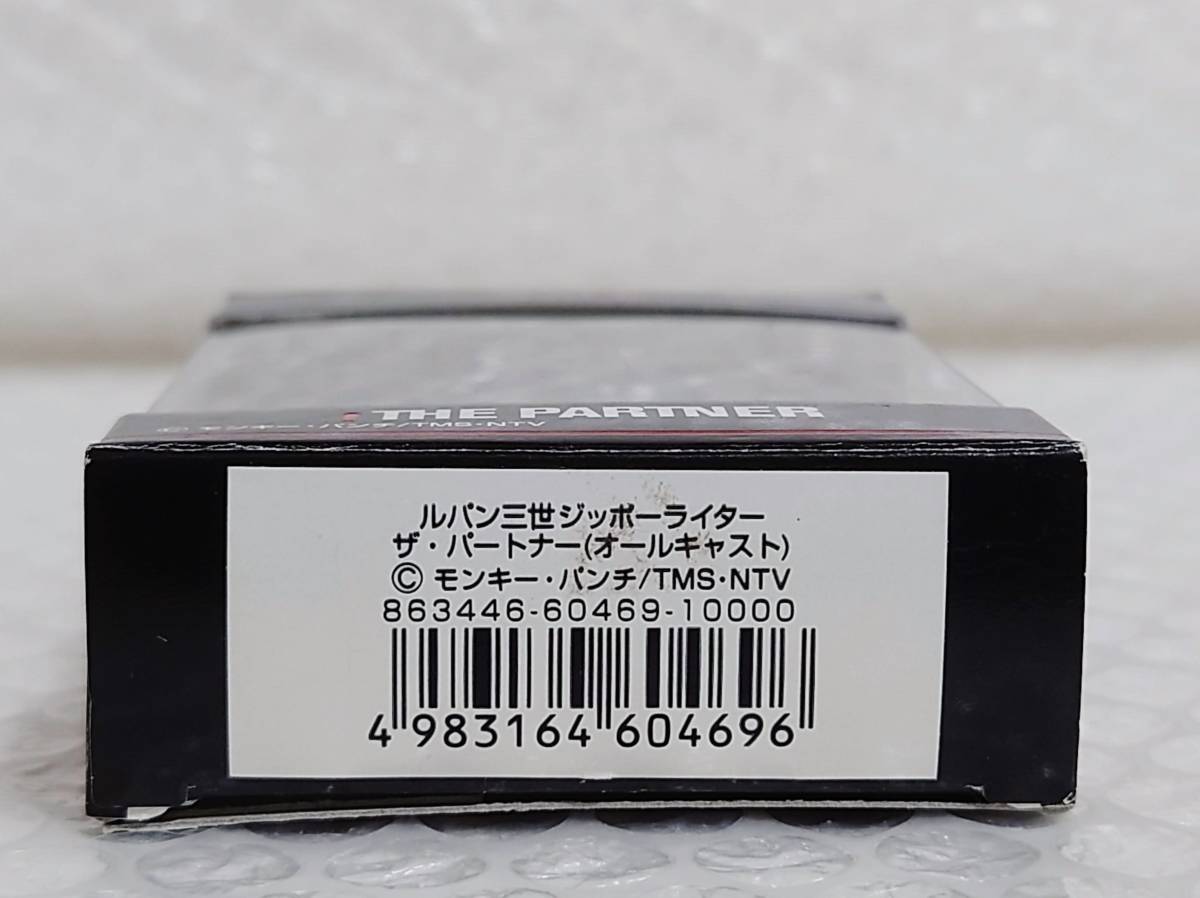 THE PARTNER
© モンキー・パンチ/TMS・NTV
ルパン三世ジッポーライター
ザ・パートナー(オールキャスト)
© モンキー・パンチ/TMS・NTV
863446-60469-10000
4 983164 604696